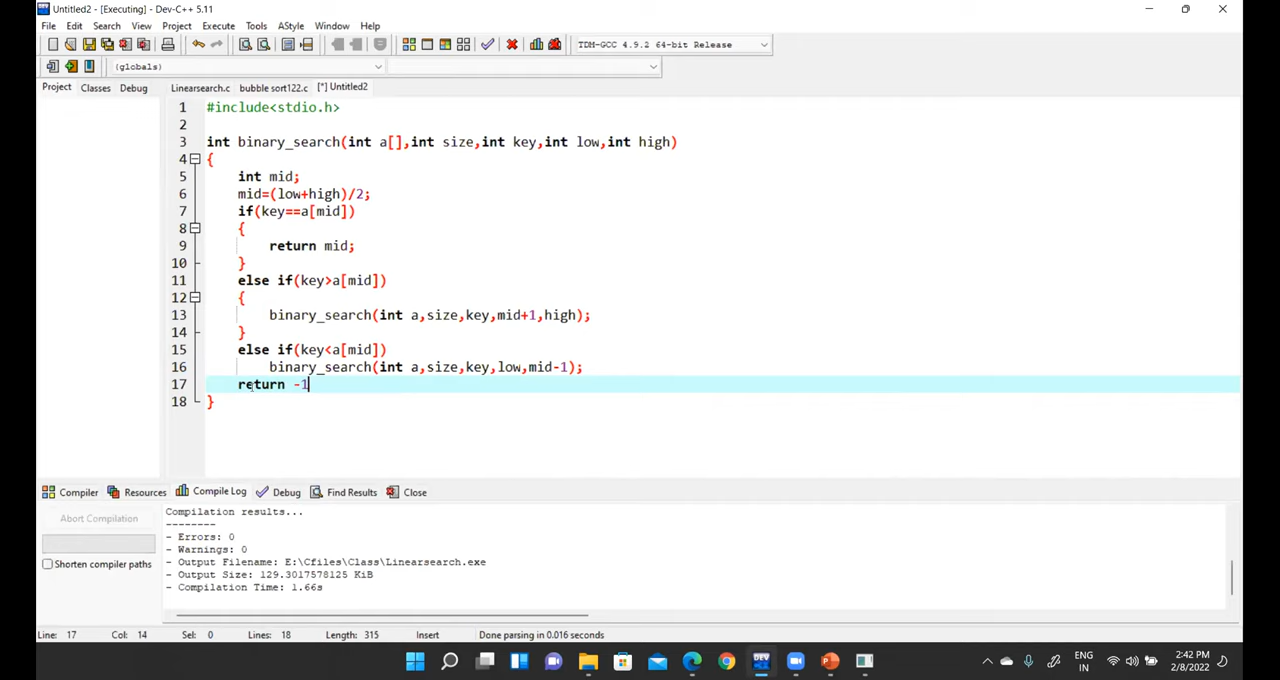 Untitled2 - [Executing] - Dev-C++ 5.11
File Edit Search View Project Execute Tools AStyle Window Help
TDM-GCC 4.9.2 64-bit Release
(globals)
Project Classes Debug Linearsearch.c bubble sort122.c [*] Untitled2
1 #include<stdio.h>
2
3 int binary_search(int a[],int size,int key,int low,int high)
4 {
5 int mid;
6 mid=(low+high)/2;
7 if(key==a[mid])
8 {
9 return mid;
10 }
11 else if(key>a[mid])
12 {
13 binary_search(int a,size,key,mid+1,high);
14 }
15 else if(key<a[mid])
16 binary_search(int a,size,key,low,mid-1);
17 return -1
18 }
Compiler Resources Compile Log Debug Find Results Close
Abort Compilation
Shorten compiler paths
Compilation results...
--------
- Errors: 0
- Warnings: 0
- Output Filename: E:\Cfiles\Class\Linearsearch.exe
- Output Size: 129.3017578125 KiB
- Compilation Time: 1.66s
Line: 17 Col: 14 Sel: 0 Lines: 18 Length: 315 Insert Done parsing in 0.016 seconds
DEV
ENG
IN
2:42 PM
2/8/2022